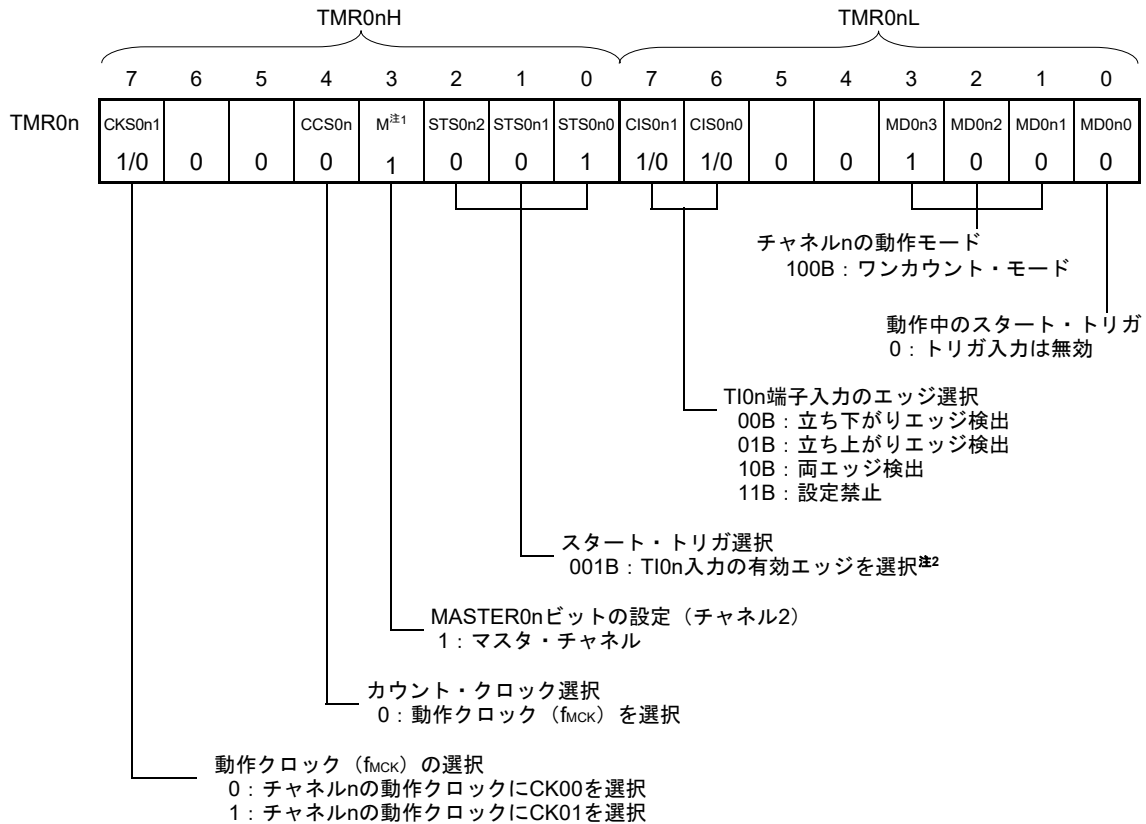 TMR0nH TMR0nL
7 6 5 4 3 2 1 0 7 6 5 4 3 2 1 0
TMR0n CKS0n1 CCS0n M注1 STS0n2 STS0n1 STS0n0 CIS0n1 CIS0n0 MD0n3 MD0n2 MD0n1 MD0n0
1/0 0 0 0 1 0 0 1 1/0 1/0 0 0 1 0 0 0
チャネルnの動作モード
100B：ワンカウント・モード
動作中のスタート・トリガ
0：トリガ入力は無効
TI0n端子入力のエッジ選択
00B：立ち下がりエッジ検出
01B：立ち上がりエッジ検出
10B：両エッジ検出
11B：設定禁止
スタート・トリガ選択
001B：TI0n入力の有効エッジを選択注2
MASTER0nビットの設定（チャネル2）
1：マスタ・チャネル
カウント・クロック選択
0：動作クロック（fMCK）を選択
動作クロック（fMCK）の選択
0：チャネルnの動作クロックにCK00を選択
1：チャネルnの動作クロックにCK01を選択